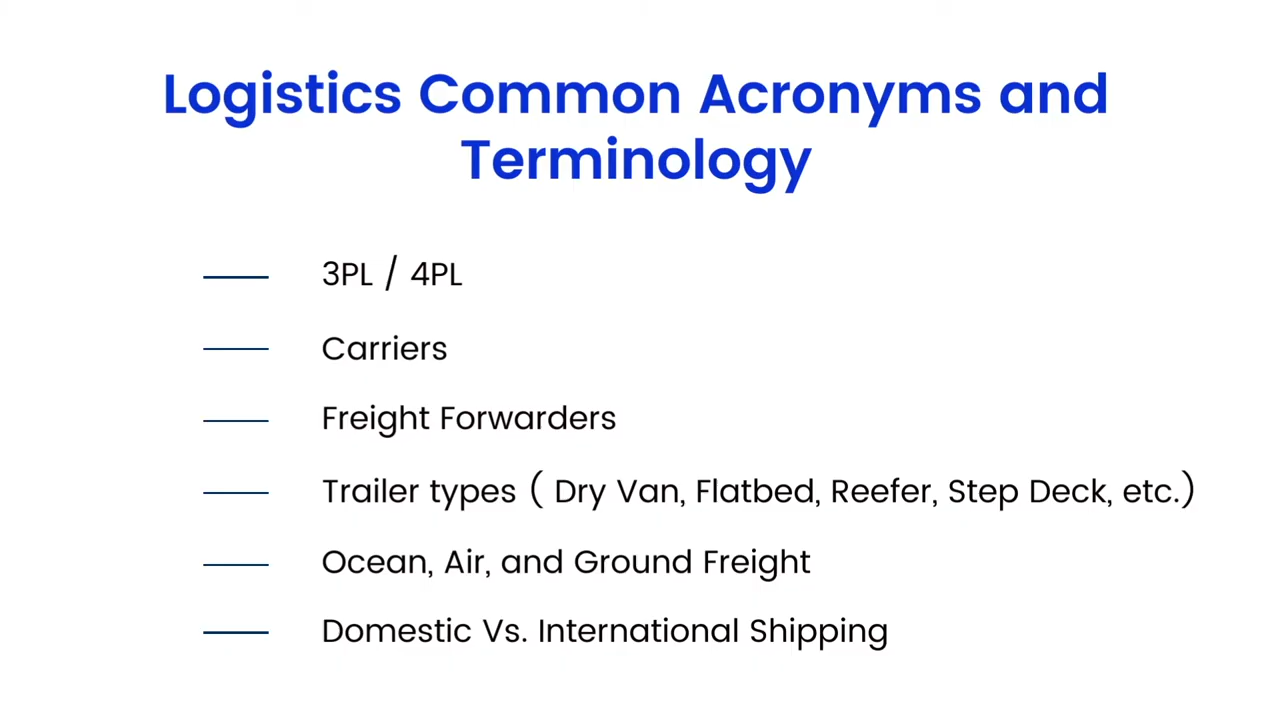 Logistics Common Acronyms and
Terminology
3PL / 4PL
Carriers
Freight Forwarders
Trailer types ( Dry Van, Flatbed, Reefer, Step Deck, etc.)
Ocean, Air, and Ground Freight
Domestic Vs. International Shipping